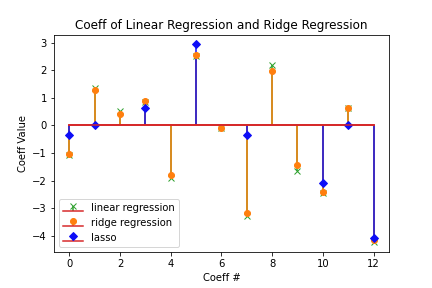 Coeff of Linear Regression and Ridge Regression
3
2
1
0
−1
−2
−3
−4
Coeff Value
linear regression
ridge regression
lasso
0 2 4 6 8 10 12
Coeff #